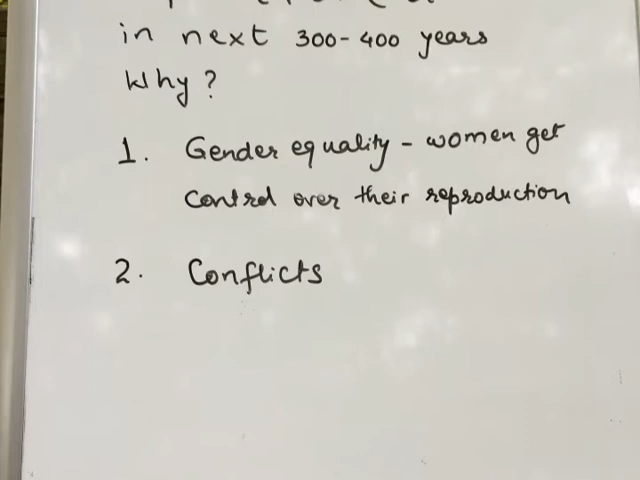 in next 300-400 years
Why?
1. Gender equality - women get
control over their reproduction
2. Conflicts